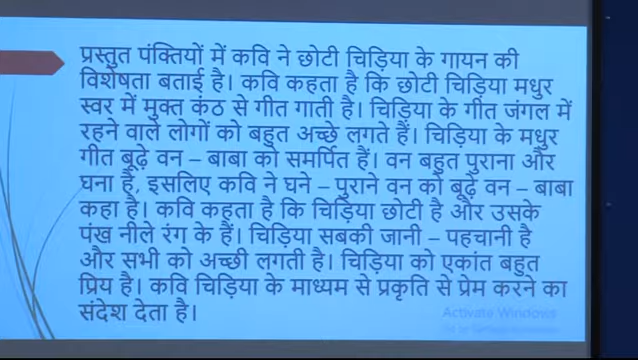 प्रस्तुत पंक्तियों में कवि ने छोटी चिड़िया के गायन की
विशेषता बताई है। कवि कहता है कि छोटी चिड़िया मधुर
स्वर में मुक्त कंठ से गीत गाती है। चिड़िया के गीत जंगल में
रहने वाले लोगों को बहुत अच्छे लगते हैं। चिड़िया के मधुर
गीत बूढ़े वन – बाबा को समर्पित हैं। वन बहुत पुराना और
घना है, इसलिए कवि ने घने – पुराने वन को बूढ़े वन – बाबा
कहा है। कवि कहता है कि चिड़िया छोटी है और उसके
पंख नीले रंग के हैं। चिड़िया सबकी जानी – पहचानी है
और सभी को अच्छी लगती है। चिड़िया को एकांत बहुत
प्रिय है। कवि चिड़िया के माध्यम से प्रकृति से प्रेम करने का
संदेश देता है।
Activate Windows